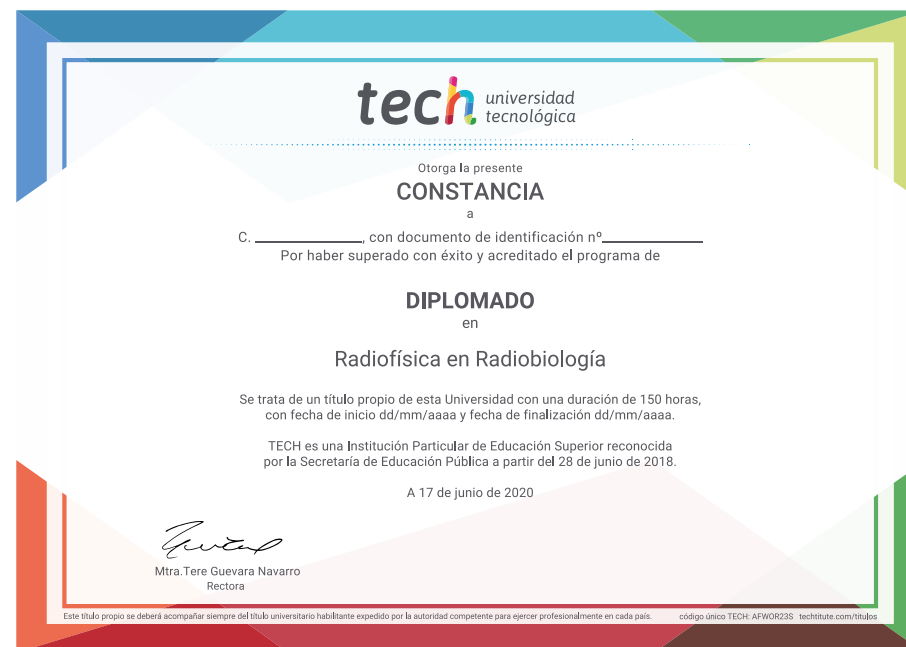 tech universidad
tecnológica
Otorga la presente
CONSTANCIA
a
C. ____________, con documento de identificación nº____________
Por haber superado con éxito y acreditado el programa de
DIPLOMADO
en
Radiofísica en Radiobiología
Se trata de un título propio de esta Universidad con una duración de 150 horas,
con fecha de inicio dd/mm/aaaa y fecha de finalización dd/mm/aaaa.
TECH es una Institución Particular de Educación Superior reconocida
por la Secretaría de Educación Pública a partir del 28 de junio de 2018.
A 17 de junio de 2020
Mtra.Tere Guevara Navarro
Rectora
Este título propio se deberá acompañar siempre del título universitario habilitante expedido por la autoridad competente para ejercer profesionalmente en cada país. código único TECH: AFWOR23S techtitute.com/titulos